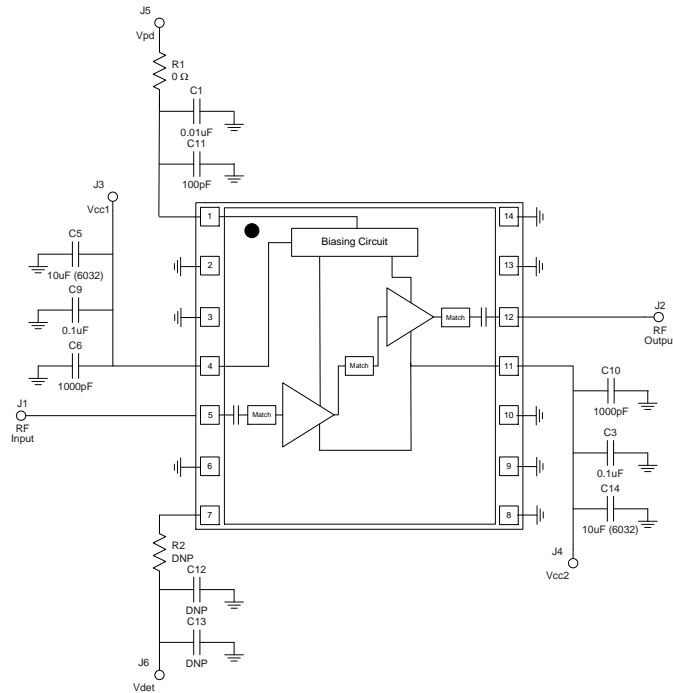 J5
Vpd
R1
0 Ω
C1
0.01uF
C11
100pF
J3
Vcc1
C5
10uF (6032)
C9
0.1uF
C6
1000pF
J1
RF
Input
1
2
3
4
5
6
7
Biasing Circuit
Match
Match
Match
14
13
12
11
10
9
8
J2
RF
Outpu
C10
1000pF
C3
0.1uF
C14
10uF (6032)
J4
Vcc2
R2
DNP
C12
DNP
C13
DNP
J6
Vdet